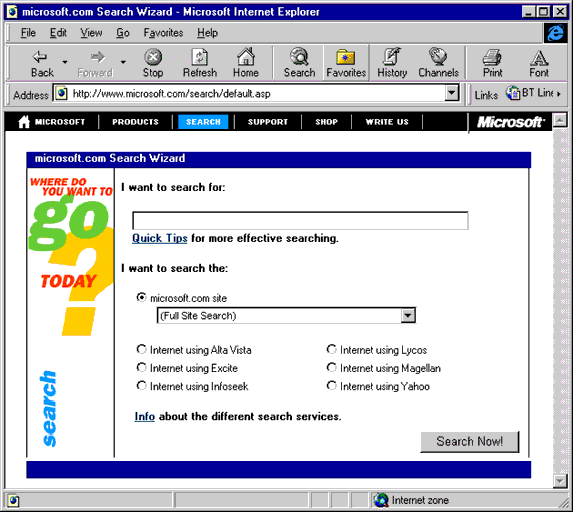 microsoft.com Search Wizard - Microsoft Internet Explorer
File Edit View Go Favorites Help
Back Forward Stop Refresh Home Search Favorites History Channels Print Font
Address http://www.microsoft.com/search/default.asp Links BT Line
MICROSOFT PRODUCTS SEARCH SUPPORT SHOP WRITE US Microsoft
microsoft.com Search Wizard
WHERE DO
YOU WANT TO
go
TODAY
?
search
I want to search for:
Quick Tips for more effective searching.
I want to search the:
microsoft.com site
(Full Site Search)
Internet using Alta Vista Internet using Lycos
Internet using Excite Internet using Magellan
Internet using Infoseek Internet using Yahoo
Info about the different search services.
Search Now!
Internet zone